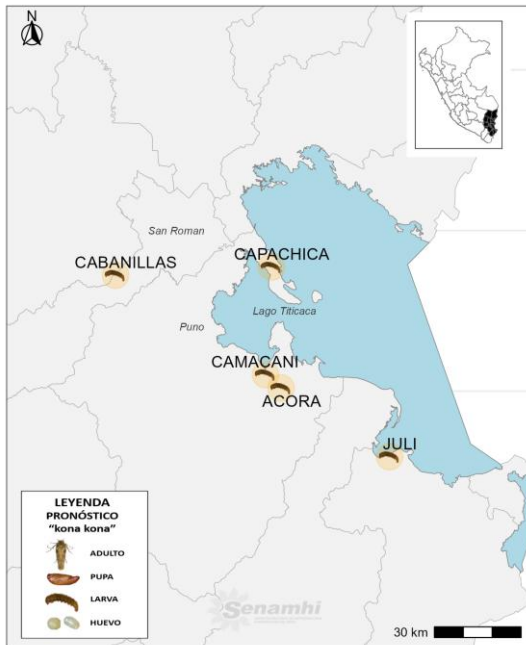 N
San Roman
CABANILLAS
CAPACHICA
Lago Titicaca
Puno
CAMACANI
ACORA
JULI
LEYENDA
PRONÓSTICO
“kona kona”
ADULTO
PUPA
LARVA
HUEVO
Senamhi
30 km